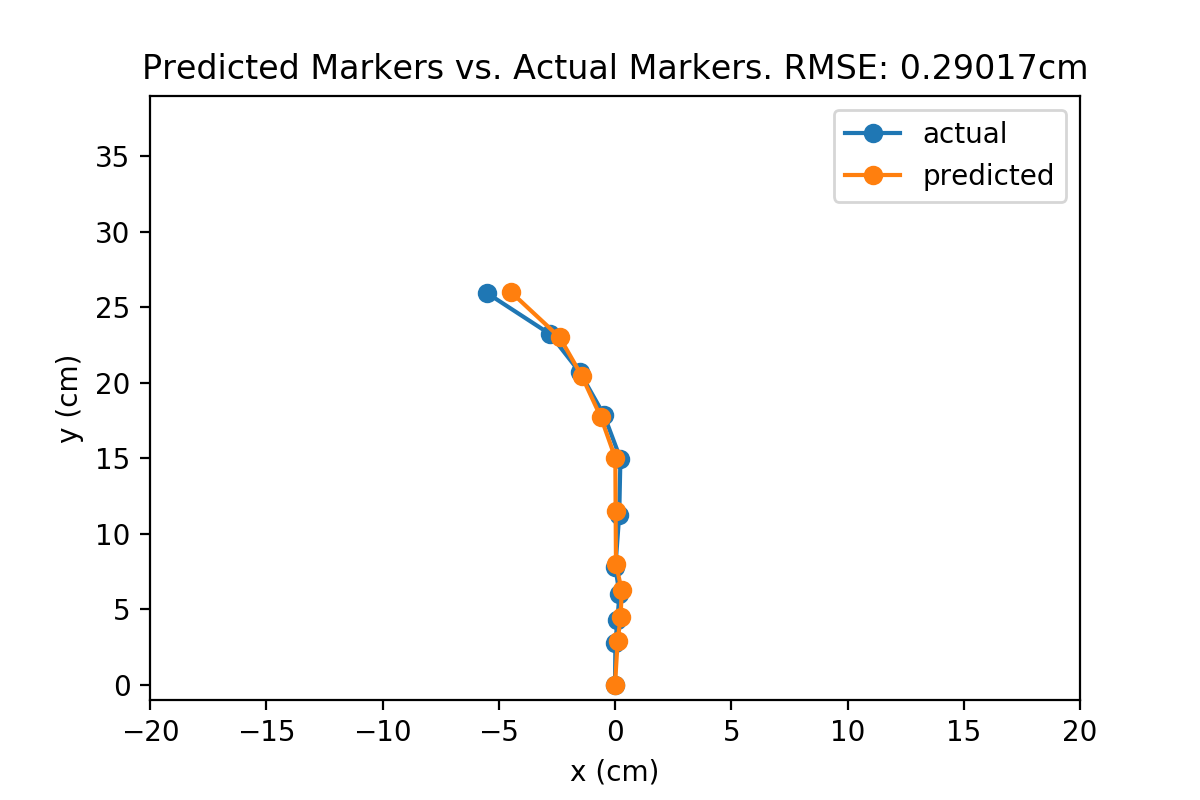 Predicted Markers vs. Actual Markers. RMSE: 0.29017cm
actual
predicted
35
30
25
20
15
10
5
0
y (cm)
−20 −15 −10 −5 0 5 10 15 20
x (cm)